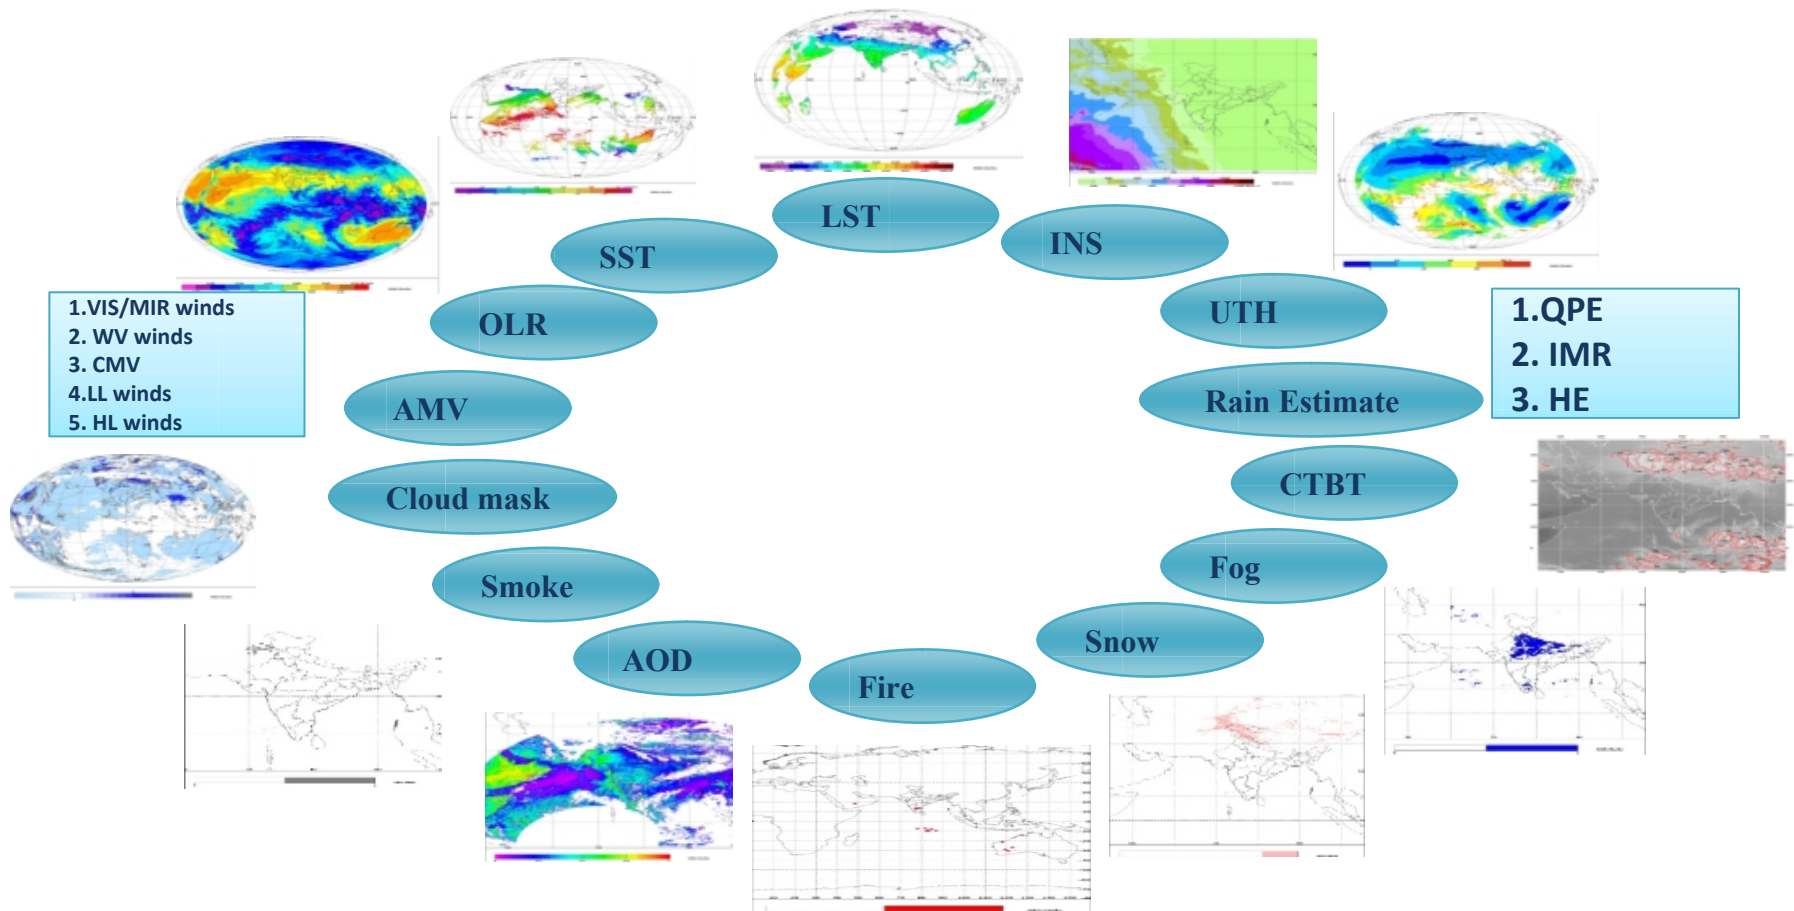 LST
SST
INS
1.VIS/MIR winds
2. WV winds
3. CMV
4.LL winds
5. HL winds
OLR
UTH
1.QPE
2. IMR
3. HE
AMV
Rain Estimate
Cloud mask
CTBT
Smoke
Fog
AOD
Snow
Fire